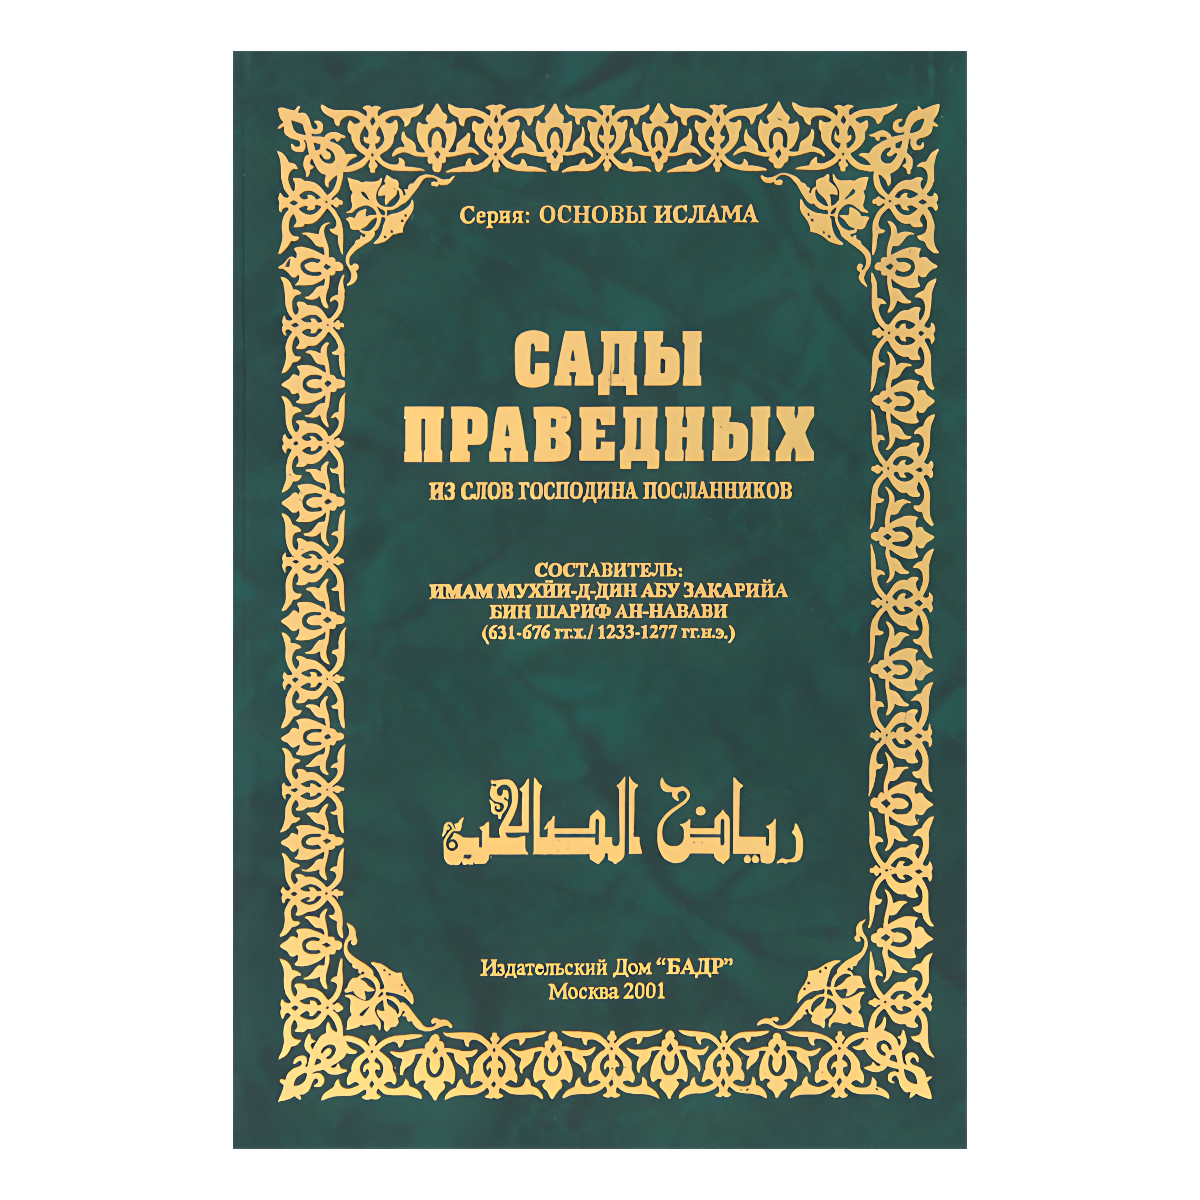 Серия: ОСНОВЫ ИСЛАМА
САДЫ
ПРАВЕДНЫХ
ИЗ СЛОВ ГОСПОДИНА ПОСЛАННИКОВ
СОСТАВИТЕЛЬ:
ИМАМ МУХЙИ-Д-ДИН АБУ ЗАКАРИЙА
БИН ШАРИФ АН-НАВАВИ
(631-676 гг.х./ 1233-1277 гг.н.э.)
رياض الصالحين
Издательский Дом “БАДР”
Москва 2001